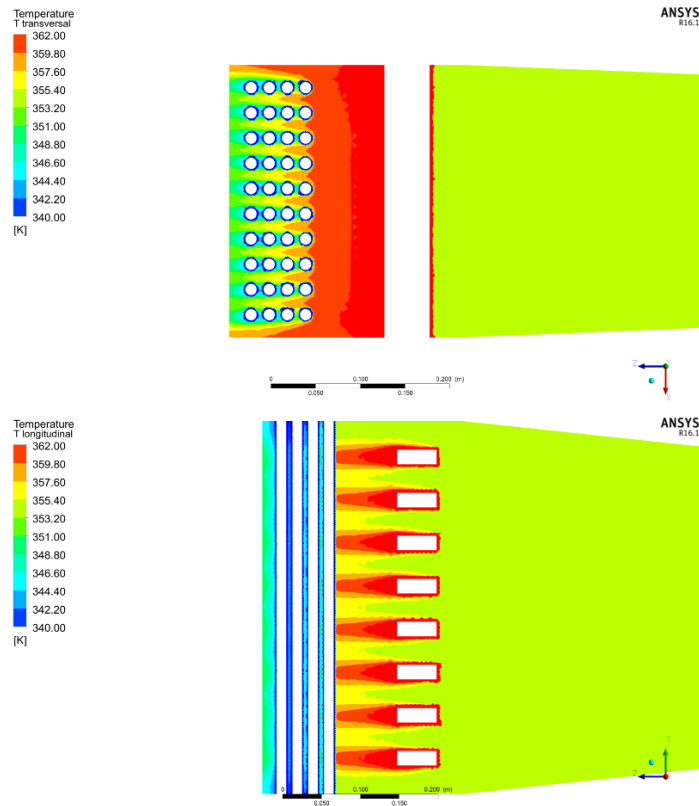 Temperature
T transversal
ANSYS
R16.1
362.00
359.80
357.60
355.40
353.20
351.00
348.80
346.60
344.40
342.20
340.00
[K]
0 0.100 0.200 (m)
0.050 0.150
Z
X
Temperature
T longitudinal
ANSYS
R16.1
362.00
359.80
357.60
355.40
353.20
351.00
348.80
346.60
344.40
342.20
340.00
[K]
0 0.100 0.200 (m)
0.050 0.150
Z